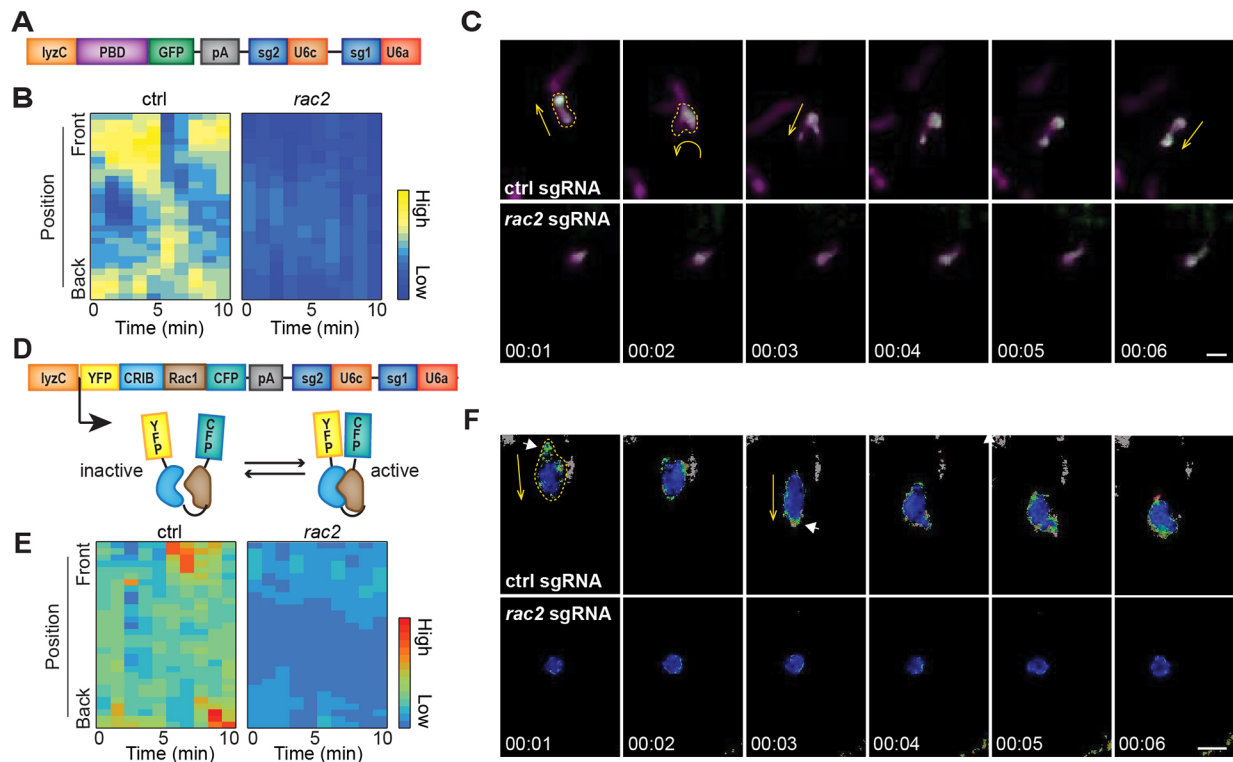 A
lyzC PBD GFP pA sg2 U6c sg1 U6a
B
ctrl rac2
Front
Position
Back
High
Low
0 5 10 0 5 10
Time (min) Time (min)
C
ctrl sgRNA
rac2 sgRNA
00:01 00:02 00:03 00:04 00:05 00:06
D
lyzC YFP CRIB Rac1 CFP pA sg2 U6c sg1 U6a
YFP CFP YFP CFP
inactive active
E
ctrl rac2
Front
Position
Back
High
Low
0 5 10 0 5 10
Time (min) Time (min)
F
ctrl sgRNA
rac2 sgRNA
00:01 00:02 00:03 00:04 00:05 00:06